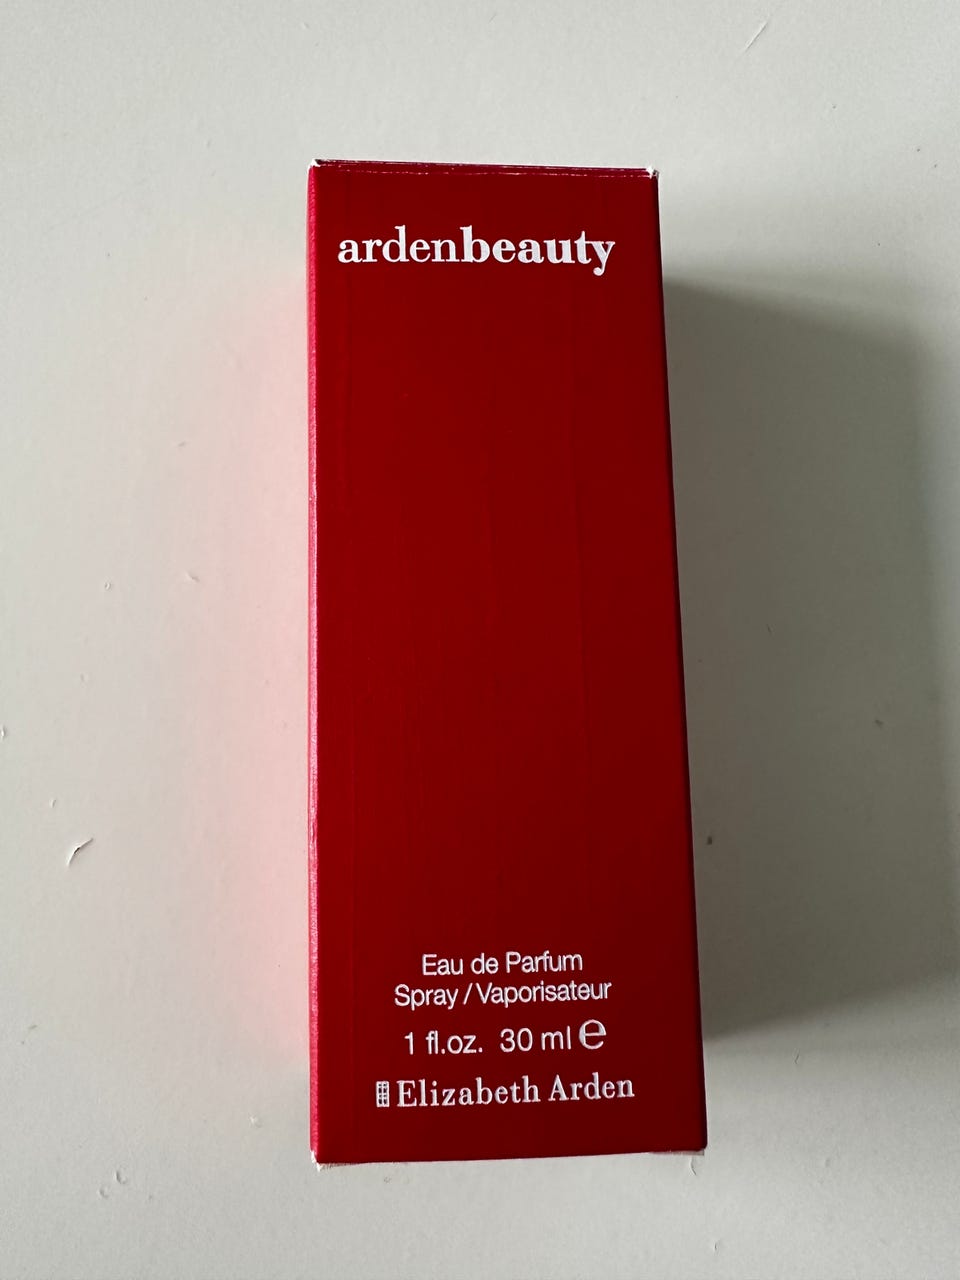 ardenbeauty
Eau de Parfum
Spray / Vaporisateur
1 fl.oz. 30 ml ℮
Elizabeth Arden